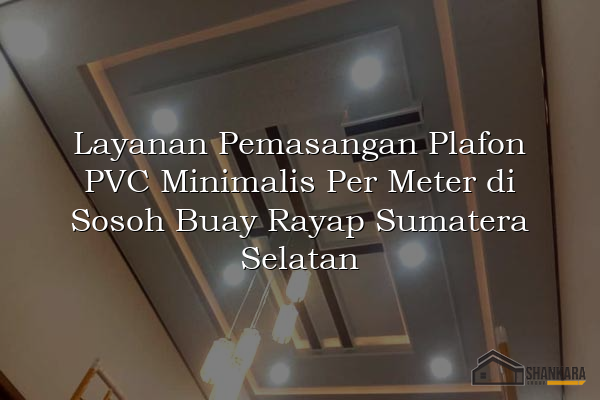 Layanan Pemasangan Plafon
PVC Minimalis Per Meter di
Sosoh Buay Rayap Sumatera
Selatan
SHANKARA